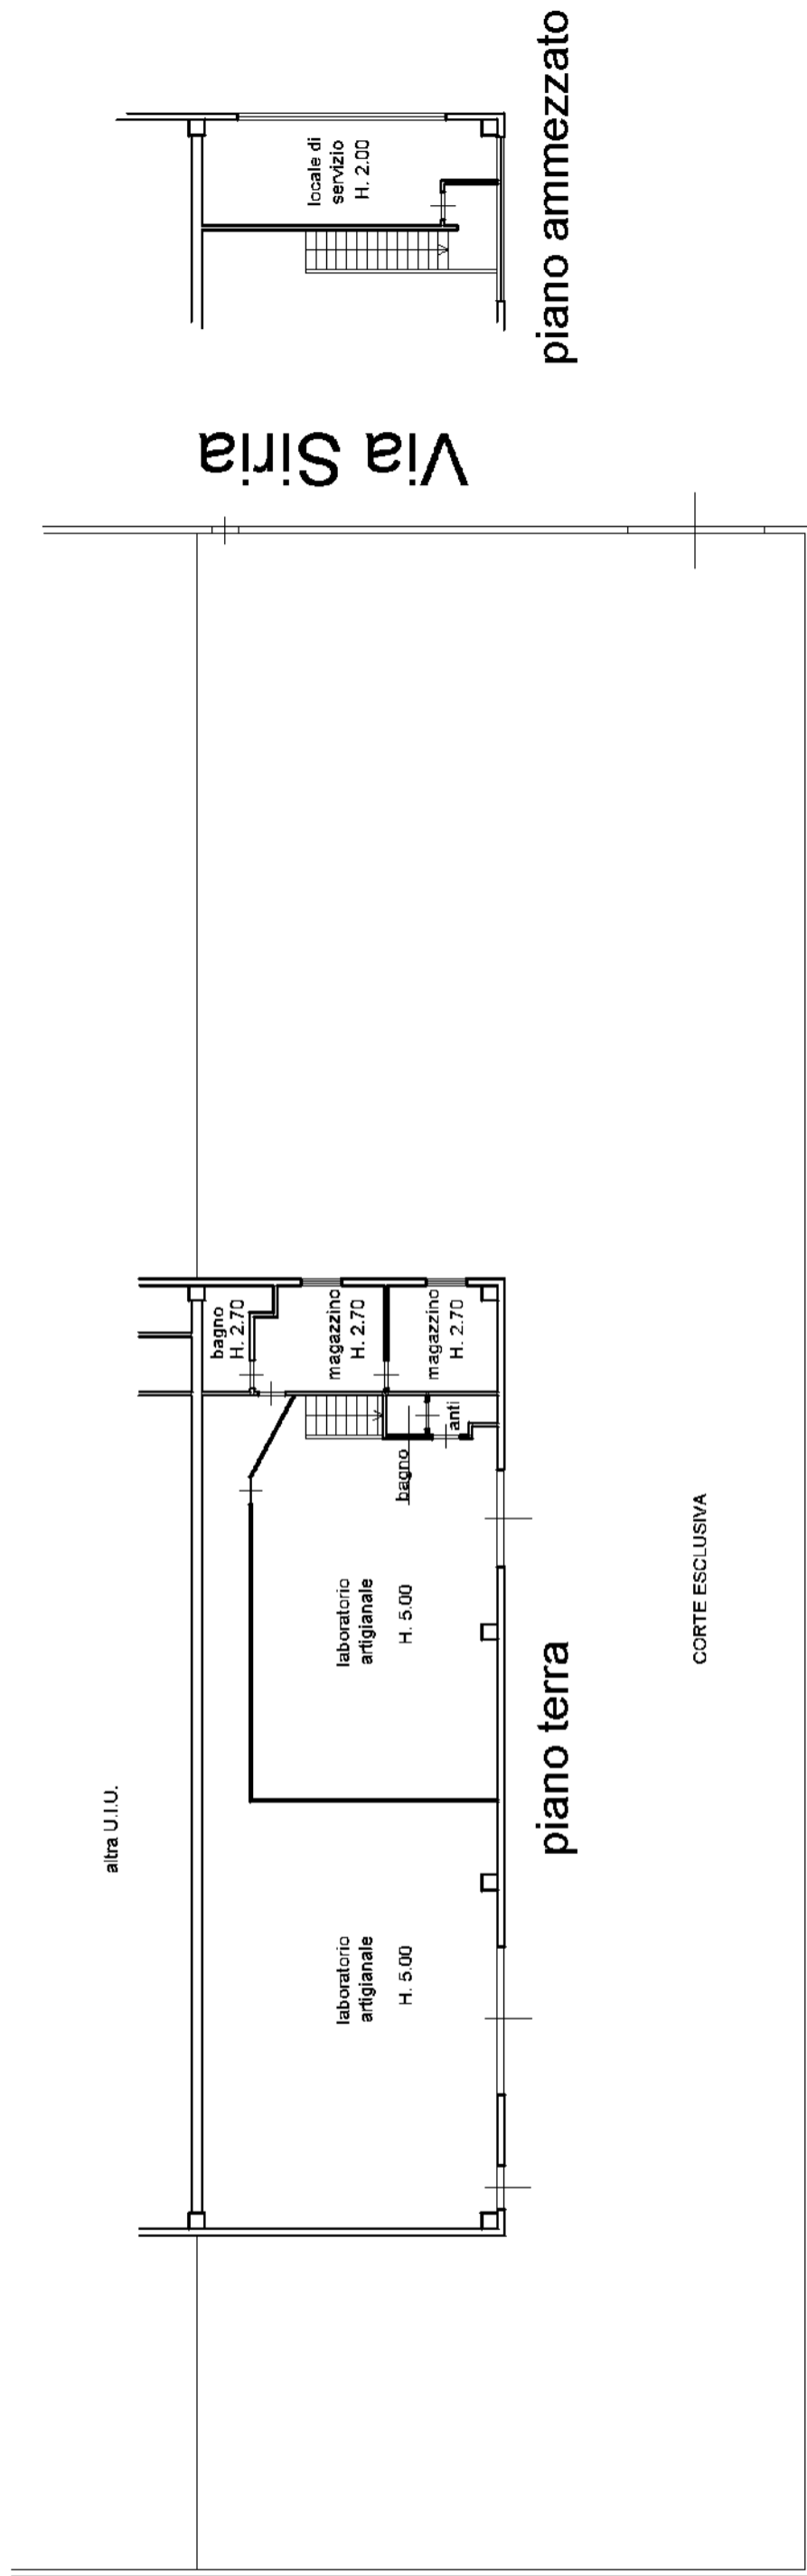 piano ammezzato
locale di
servizio
H. 2.00
Via Siria
bagno
H. 2.70
magazzino
H. 2.70
magazzino
H. 2.70
anti
bagno
laboratorio
artigianale
H. 5.00
CORTE ESCLUSIVA
piano terra
altra U.I.U.
laboratorio
artigianale
H. 5.00